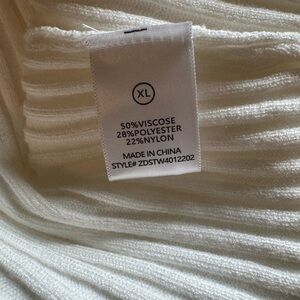 XL
50%VISCOSE
28%POLYESTER
22%NYLON
MADE IN CHINA
STYLE# ZDSTW4012202